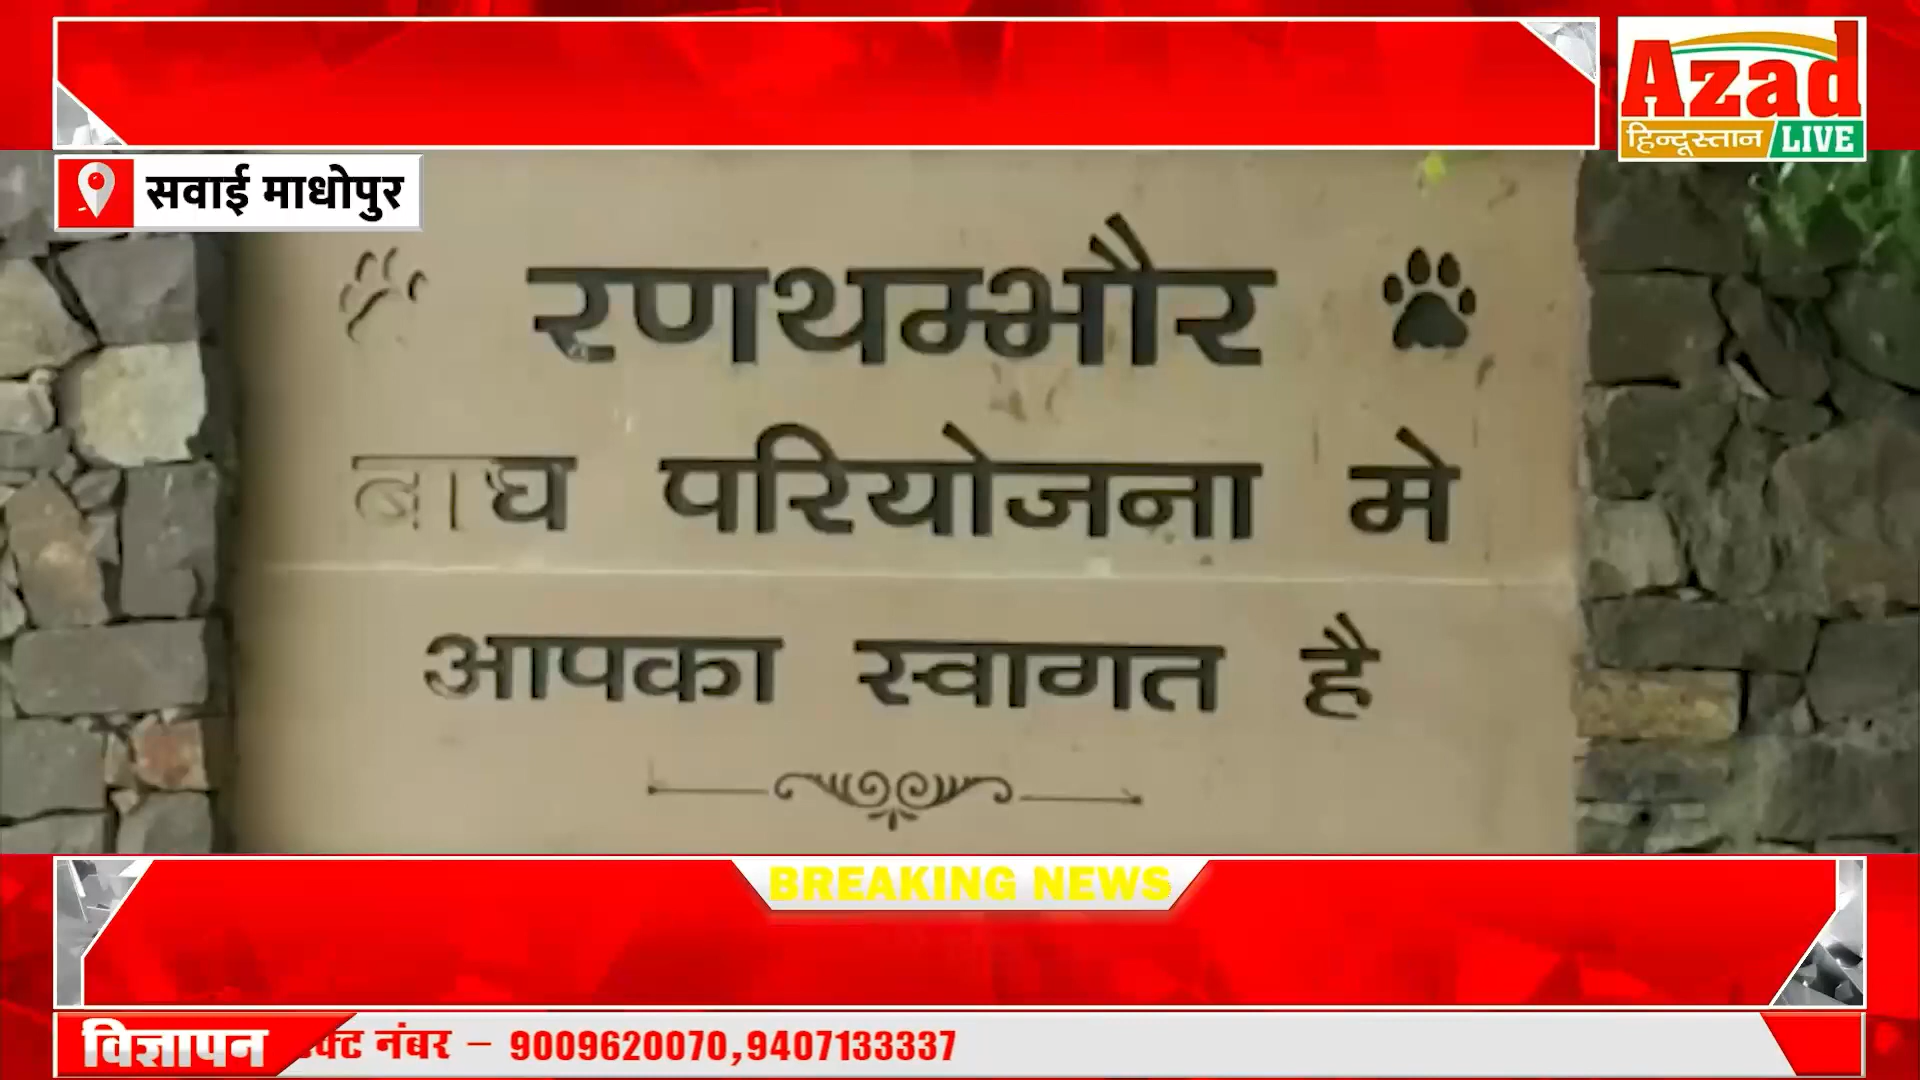 Azad
हिन्दूस्तान LIVE
सवाई माधोपुर
रणथम्भौर
बाघ परियोजना मे
आपका स्वागत है
BREAKING NEWS
विज्ञापन
नंबर – 9009620070,9407133337